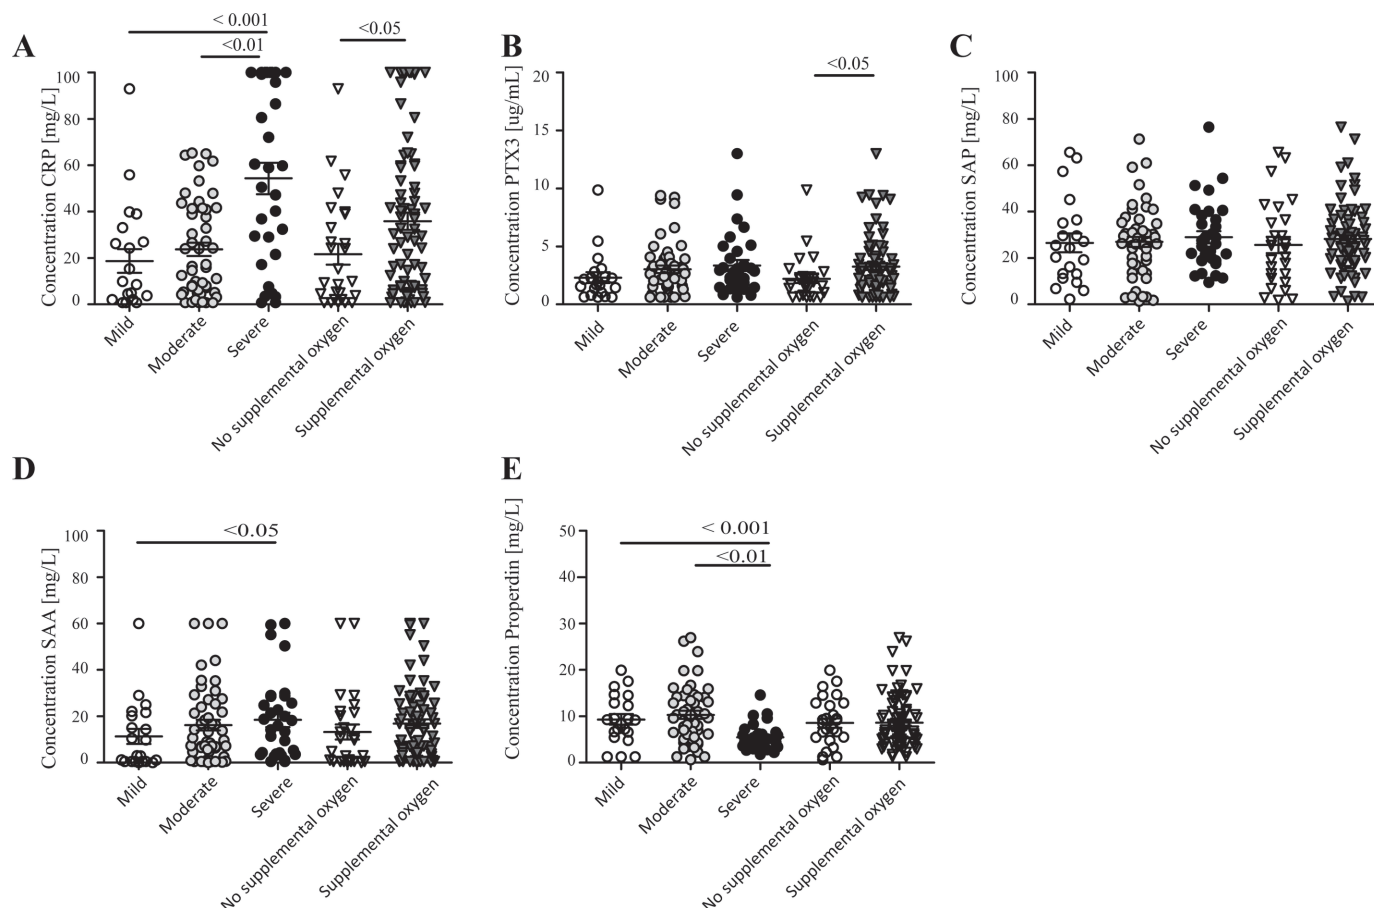 A
< 0.001
<0.01
<0.05
Concentration CRP [mg/L]
100
80
60
40
20
0
Mild
Moderate
Severe
No supplemental oxygen
Supplemental oxygen
B
<0.05
Concentration PTX3 [ug/mL]
20
15
10
5
0
Mild
Moderate
Severe
No supplemental oxygen
Supplemental oxygen
C
Concentration SAP [mg/L]
100
80
60
40
20
0
Mild
Moderate
Severe
No supplemental oxygen
Supplemental oxygen
D
<0.05
Concentration SAA [mg/L]
100
80
60
40
20
0
Mild
Moderate
Severe
No supplemental oxygen
Supplemental oxygen
E
< 0.001
<0.01
Concentration Properdin [mg/L]
50
40
30
20
10
0
Mild
Moderate
Severe
No supplemental oxygen
Supplemental oxygen